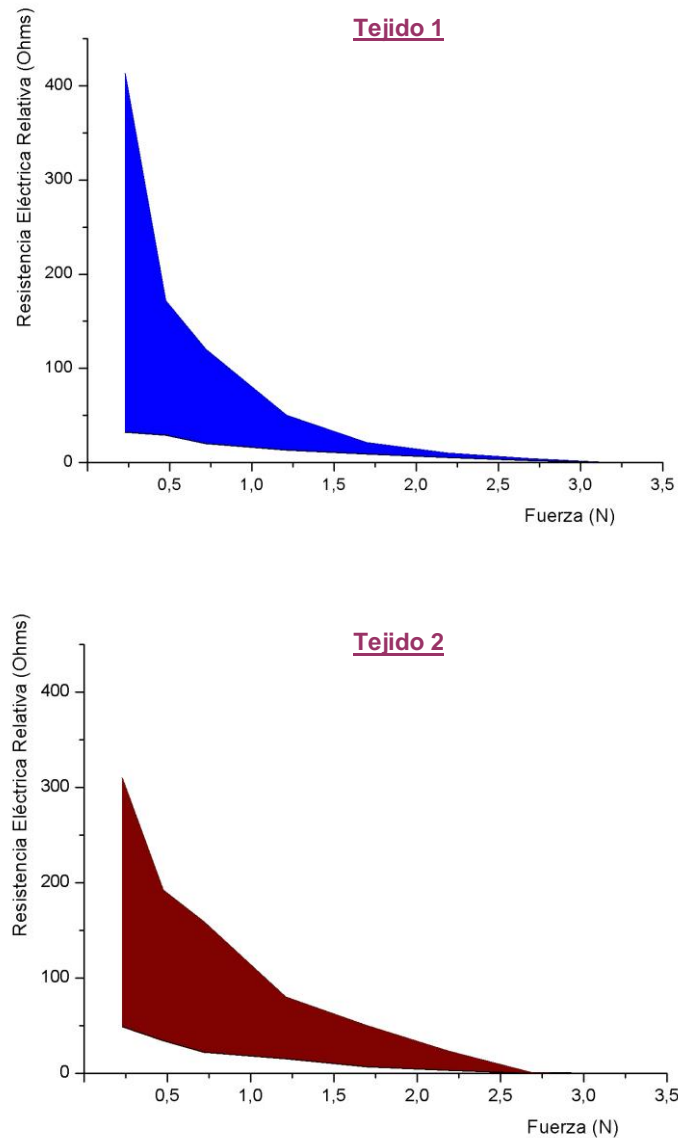 Tejido 1
Resistencia Eléctrica Relativa (Ohms)
400
300
200
100
0
0,5 1,0 1,5 2,0 2,5 3,0 3,5
Fuerza (N)
Tejido 2
Resistencia Eléctrica Relativa (Ohms)
400
300
200
100
0
0,5 1,0 1,5 2,0 2,5 3,0 3,5
Fuerza (N)